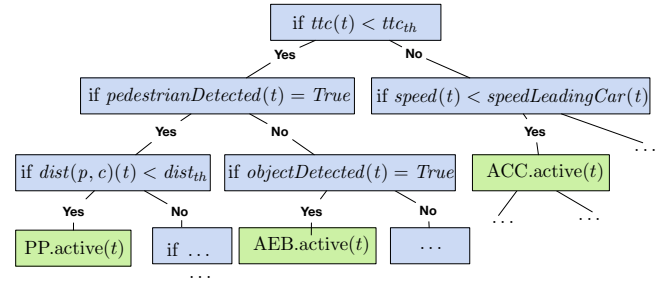 if ttc(t) < ttc_th
Yes
No
if pedestrianDetected(t) = True
if speed(t) < speedLeadingCar(t)
Yes
No
Yes
...
if dist(p, c)(t) < dist_th
if objectDetected(t) = True
ACC.active(t)
Yes
No
Yes
No
...
...
PP.active(t)
if ...
AEB.active(t)
...
...